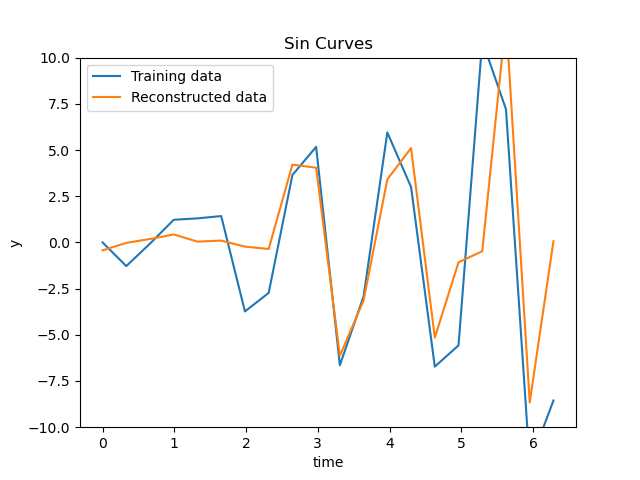 Sin Curves
Training data
Reconstructed data
10.0
7.5
5.0
2.5
0.0
−2.5
−5.0
−7.5
−10.0
y
0 1 2 3 4 5 6
time